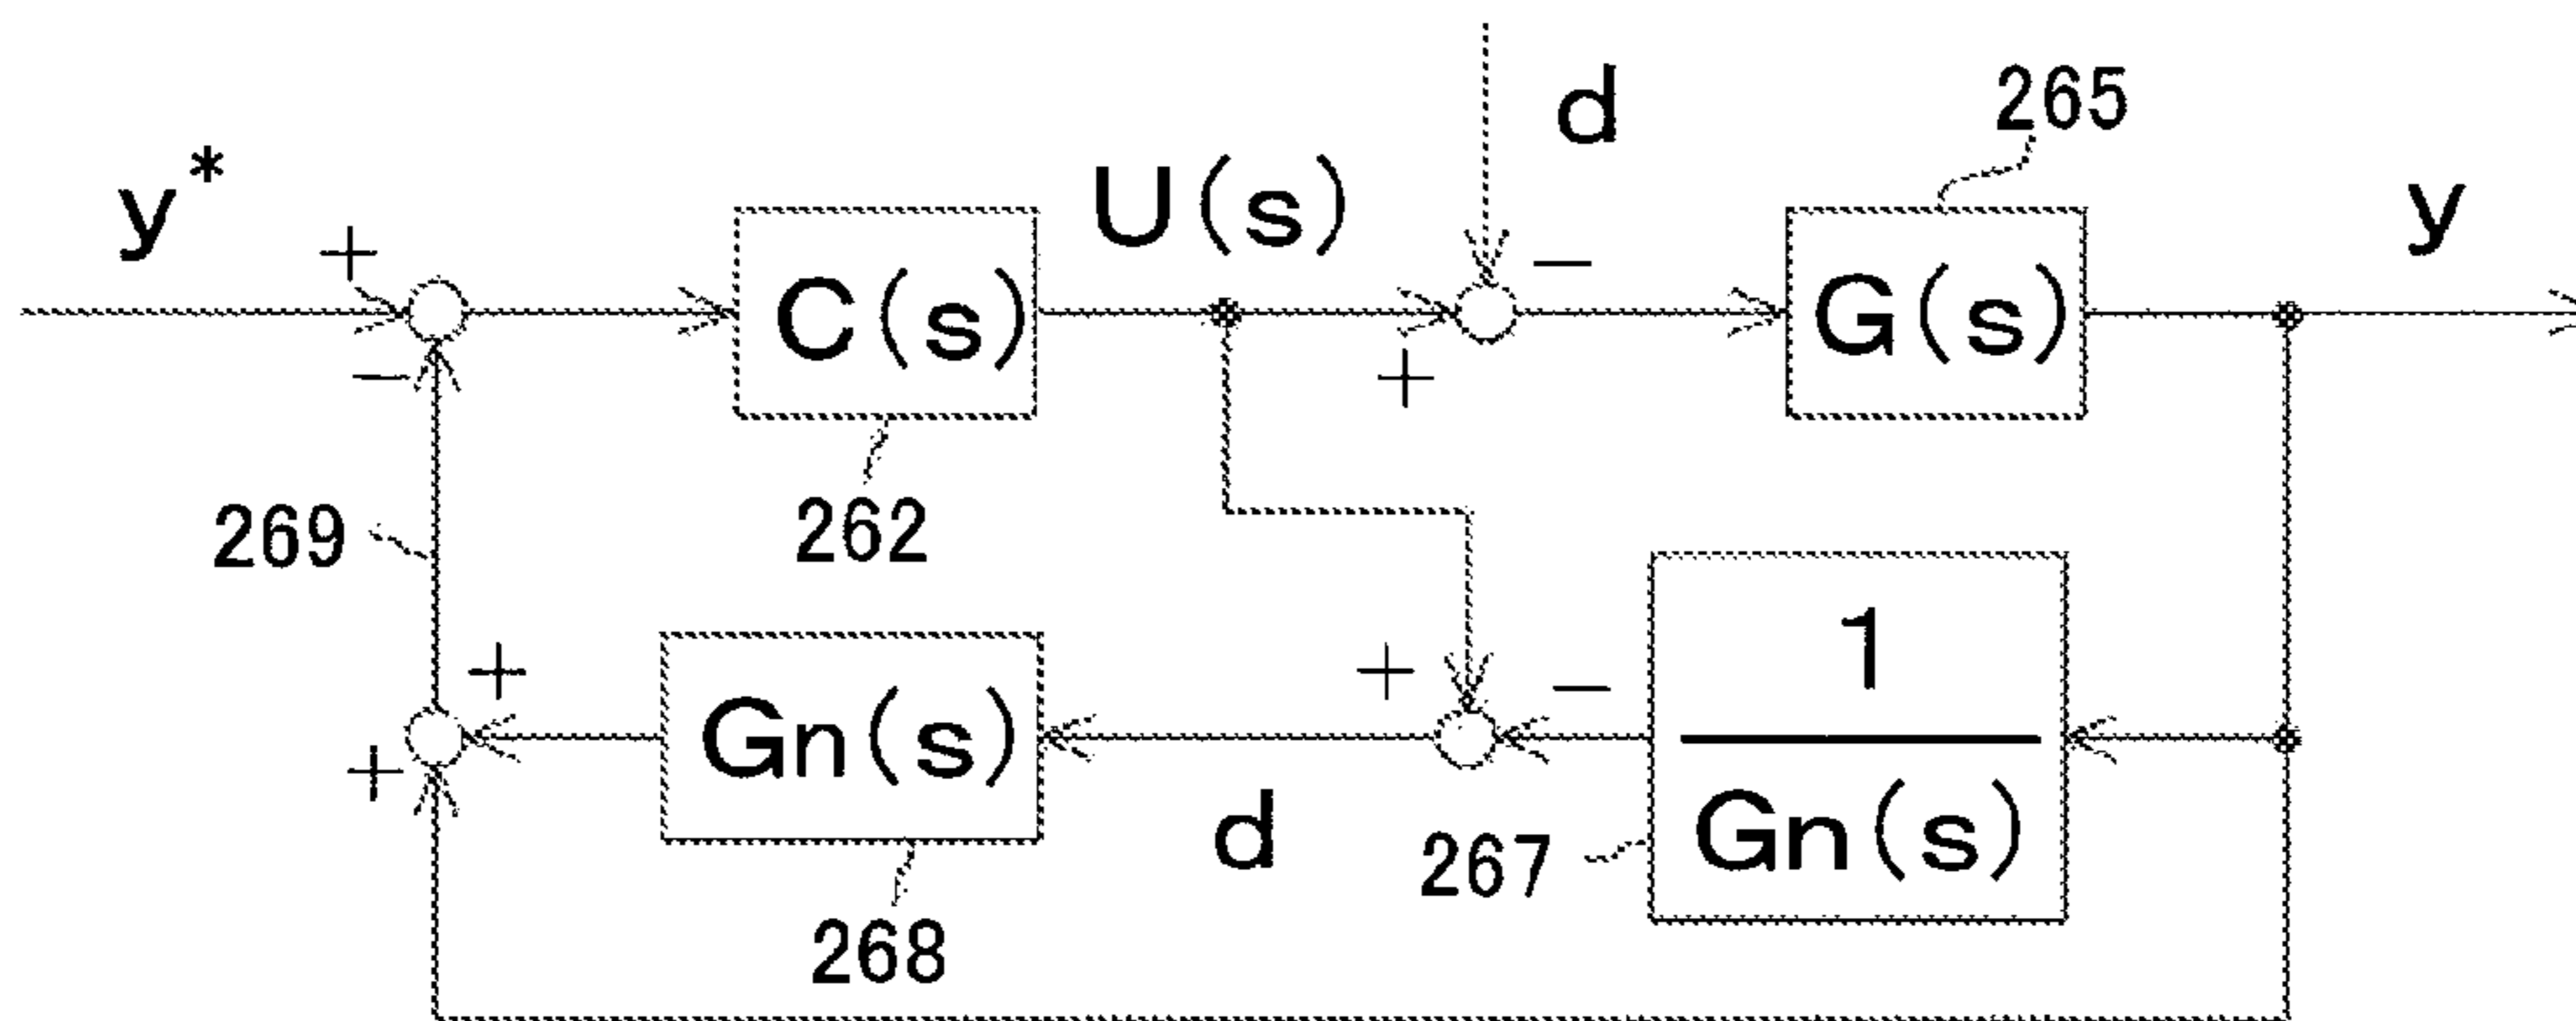 d
265
y*
+
U(s)
−
y
C(s)
G(s)
−
+
262
269
1
Gn(s)
+
Gn(s)
+
−
+
d
267
268